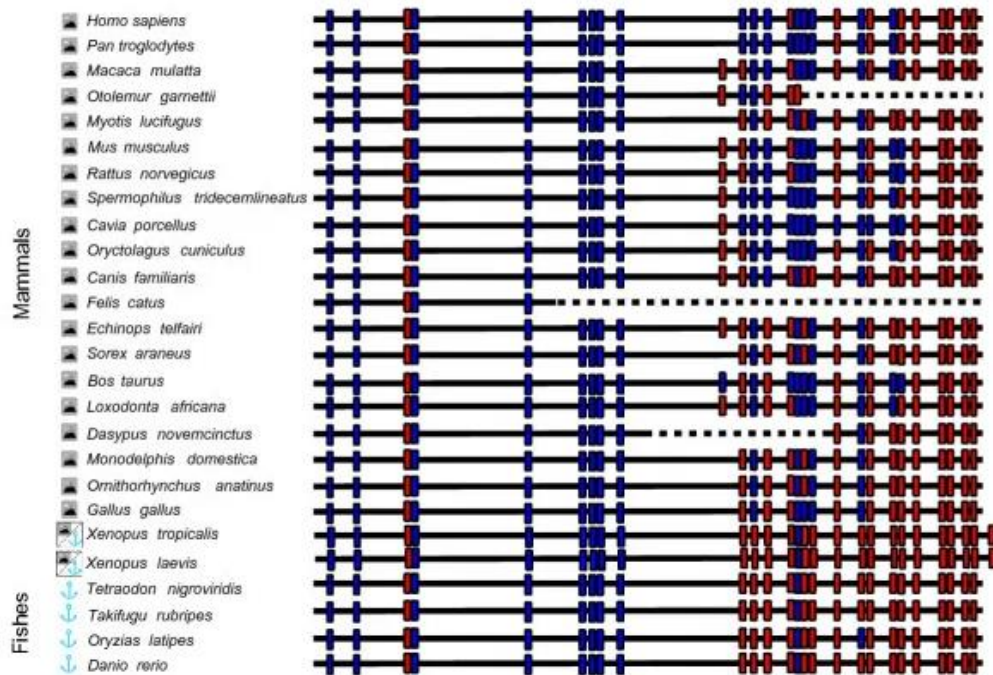 Homo sapiens
Pan troglodytes
Macaca mulatta
Otolemur garnettii
Myotis lucifugus
Mus musculus
Rattus norvegicus
Spermophilus tridecemlineatus
Cavia porcellus
Oryctolagus cuniculus
Canis familiaris
Felis catus
Echinops telfairi
Sorex araneus
Bos taurus
Loxodonta africana
Dasypus novemcinctus
Monodelphis domestica
Ornithorhynchus anatinus
Gallus gallus
Xenopus tropicalis
Xenopus laevis
Tetraodon nigroviridis
Takifugu rubripes
Oryzias latipes
Danio rerio
Mammals
Fishes